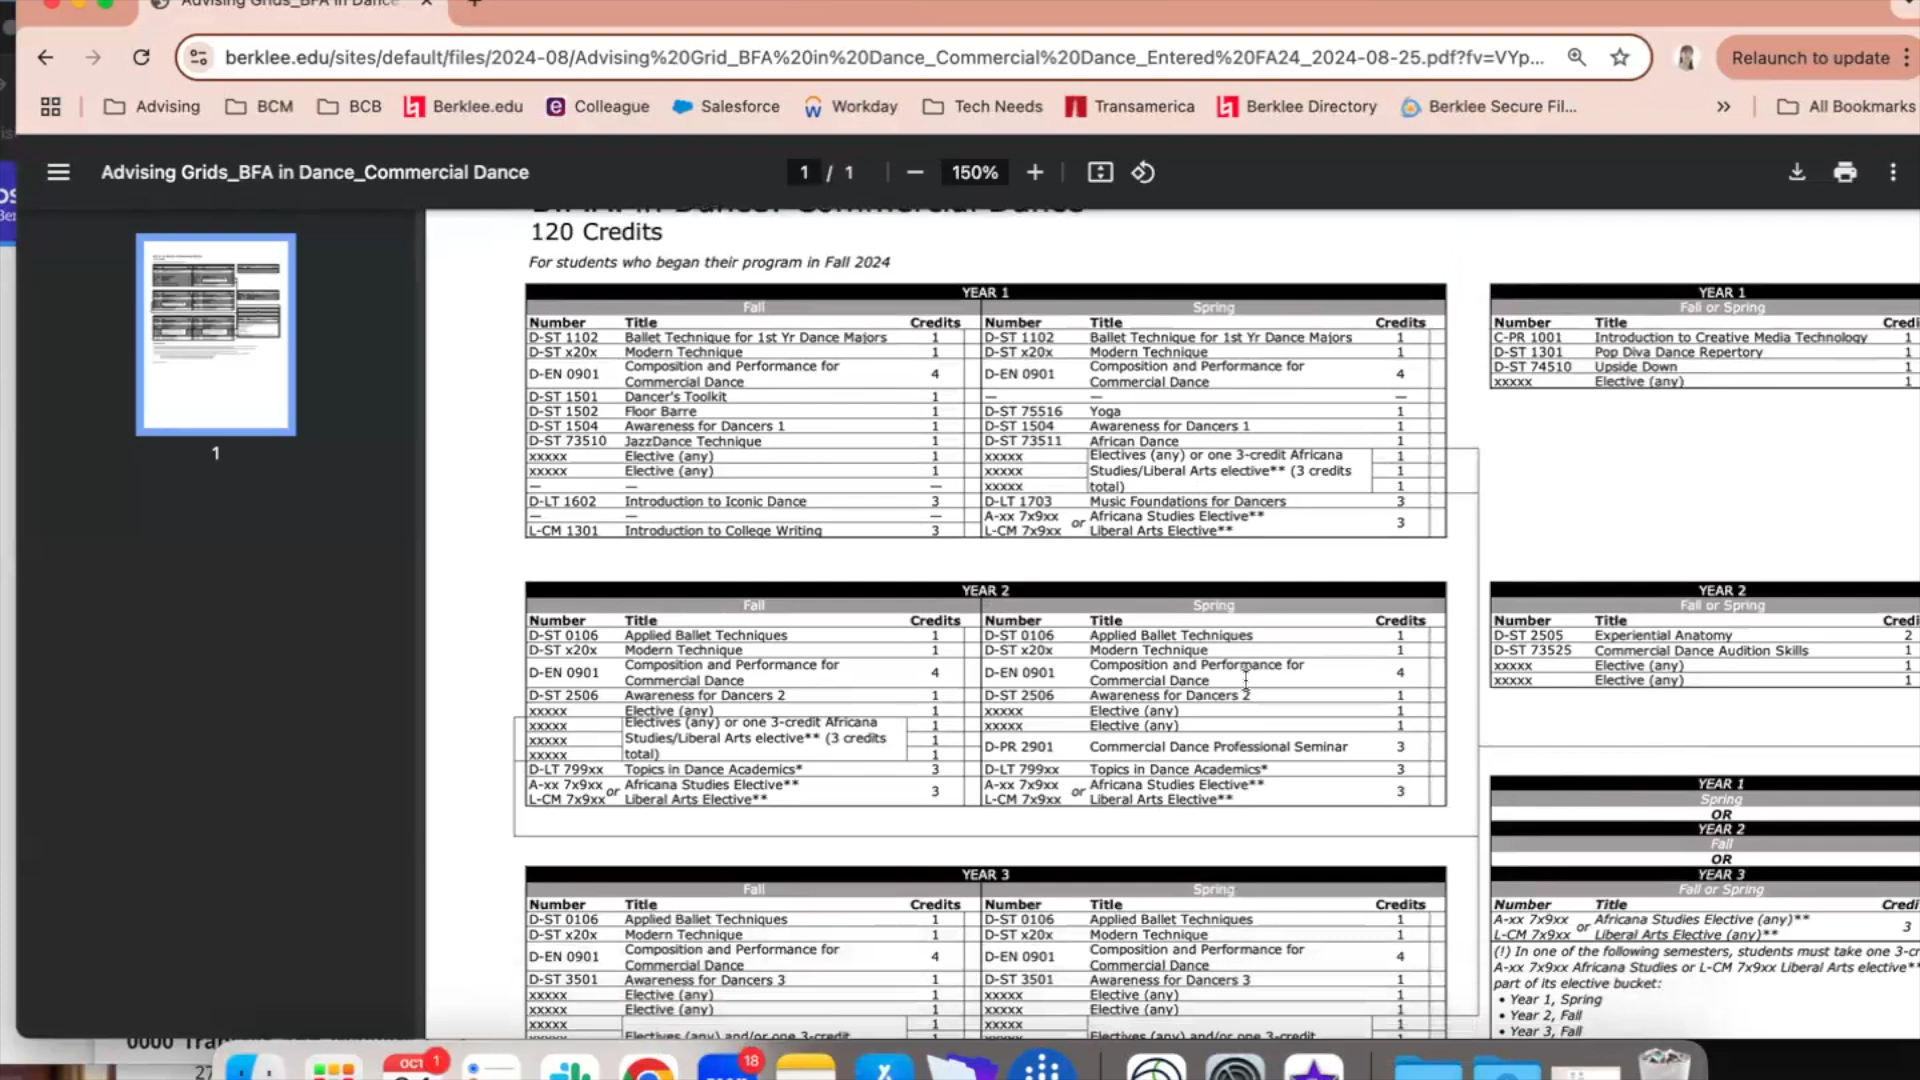 Advising Grids_BFA in Dance
berklee.edu/sites/default/files/2024-08/Advising%20Grid_BFA%20in%20Dance_Commercial%20Dance_Entered%20FA24_2024-08-25.pdf?fv=VYp...
Relaunch to update
Advising BCM BCB Berklee.edu Colleague Salesforce Workday Tech Needs Transamerica Berklee Directory Berklee Secure Fil... » All Bookmarks
Advising Grids_BFA in Dance_Commercial Dance 1 / 1 150%
1
120 Credits
For students who began their program in Fall 2024
YEAR 1
Fall Spring
Number Title Credits Number Title Credits
D-ST 1102 Ballet Technique for 1st Yr Dance Majors 1 D-ST 1102 Ballet Technique for 1st Yr Dance Majors 1
D-ST x20x Modern Technique 1 D-ST x20x Modern Technique 1
D-EN 0901 Composition and Performance for Commercial Dance 4 D-EN 0901 Composition and Performance for Commercial Dance 4
D-ST 1501 Dancer's Toolkit 1 — — —
D-ST 1502 Floor Barre 1 D-ST 75516 Yoga 1
D-ST 1504 Awareness for Dancers 1 1 D-ST 1504 Awareness for Dancers 1 1
D-ST 73510 JazzDance Technique 1 D-ST 73511 African Dance 1
xxxxx Elective (any) 1 xxxxx Electives (any) or one 3-credit Africana 1
xxxxx Elective (any) 1 xxxxx Studies/Liberal Arts elective** (3 credits 1
— — — xxxxx total) 1
D-LT 1602 Introduction to Iconic Dance 3 D-LT 1703 Music Foundations for Dancers 3
— — A-xx 7x9xx or Africana Studies Elective** 3
L-CM 1301 Introduction to College Writing 3 L-CM 7x9xx Liberal Arts Elective**
YEAR 1
Fall or Spring
Number Title Credi
C-PR 1001 Introduction to Creative Media Technology 1
D-ST 1301 Pop Diva Dance Repertory 1
D-ST 74510 Upside Down 1
xxxxx Elective (any) 1
YEAR 2
Fall Spring
Number Title Credits Number Title Credits
D-ST 0106 Applied Ballet Techniques 1 D-ST 0106 Applied Ballet Techniques 1
D-ST x20x Modern Technique 1 D-ST x20x Modern Technique 1
D-EN 0901 Composition and Performance for Commercial Dance 4 D-EN 0901 Composition and Performance for Commercial Dance 4
D-ST 2506 Awareness for Dancers 2 1 D-ST 2506 Awareness for Dancers 2 1
xxxxx Elective (any) 1 xxxxx Elective (any) 1
xxxxx Electives (any) or one 3-credit Africana 1 xxxxx Elective (any) 1
xxxxx Studies/Liberal Arts elective** (3 credits 1 D-PR 2901 Commercial Dance Professional Seminar 3
xxxxx total) 1
D-LT 799xx Topics in Dance Academics* 3 D-LT 799xx Topics in Dance Academics* 3
A-xx 7x9xx or Africana Studies Elective** 3 A-xx 7x9xx or Africana Studies Elective** 3
L-CM 7x9xx Liberal Arts Elective** L-CM 7x9xx Liberal Arts Elective**
YEAR 2
Fall or Spring
Number Title Credi
D-ST 2505 Experiential Anatomy 2
D-ST 73525 Commercial Dance Audition Skills 1
xxxxx Elective (any) 1
xxxxx Elective (any) 1
YEAR 3
Fall Spring
Number Title Credits Number Title Credits
D-ST 0106 Applied Ballet Techniques 1 D-ST 0106 Applied Ballet Techniques 1
D-ST x20x Modern Technique 1 D-ST x20x Modern Technique 1
D-EN 0901 Composition and Performance for Commercial Dance 4 D-EN 0901 Composition and Performance for Commercial Dance 4
D-ST 3501 Awareness for Dancers 3 1 D-ST 3501 Awareness for Dancers 3 1
xxxxx Elective (any) 1 xxxxx Elective (any) 1
xxxxx Elective (any) 1 xxxxx Elective (any) 1
xxxxx 1 xxxxx 1
Electives (any) and/or one 3-credit Electives (any) and/or one 3-credit
YEAR 1
Spring
OR
YEAR 2
Fall
OR
YEAR 3
Fall or Spring
Number Title Credi
A-xx 7x9xx or Africana Studies Elective (any)** 3
L-CM 7x9xx Liberal Arts Elective (any)**
(!) In one of the following semesters, students must take one 3-cr
A-xx 7x9xx Africana Studies or L-CM 7x9xx Liberal Arts elective**
part of its elective bucket:
• Year 1, Spring
• Year 2, Fall
• Year 3, Fall
OCT 1
18